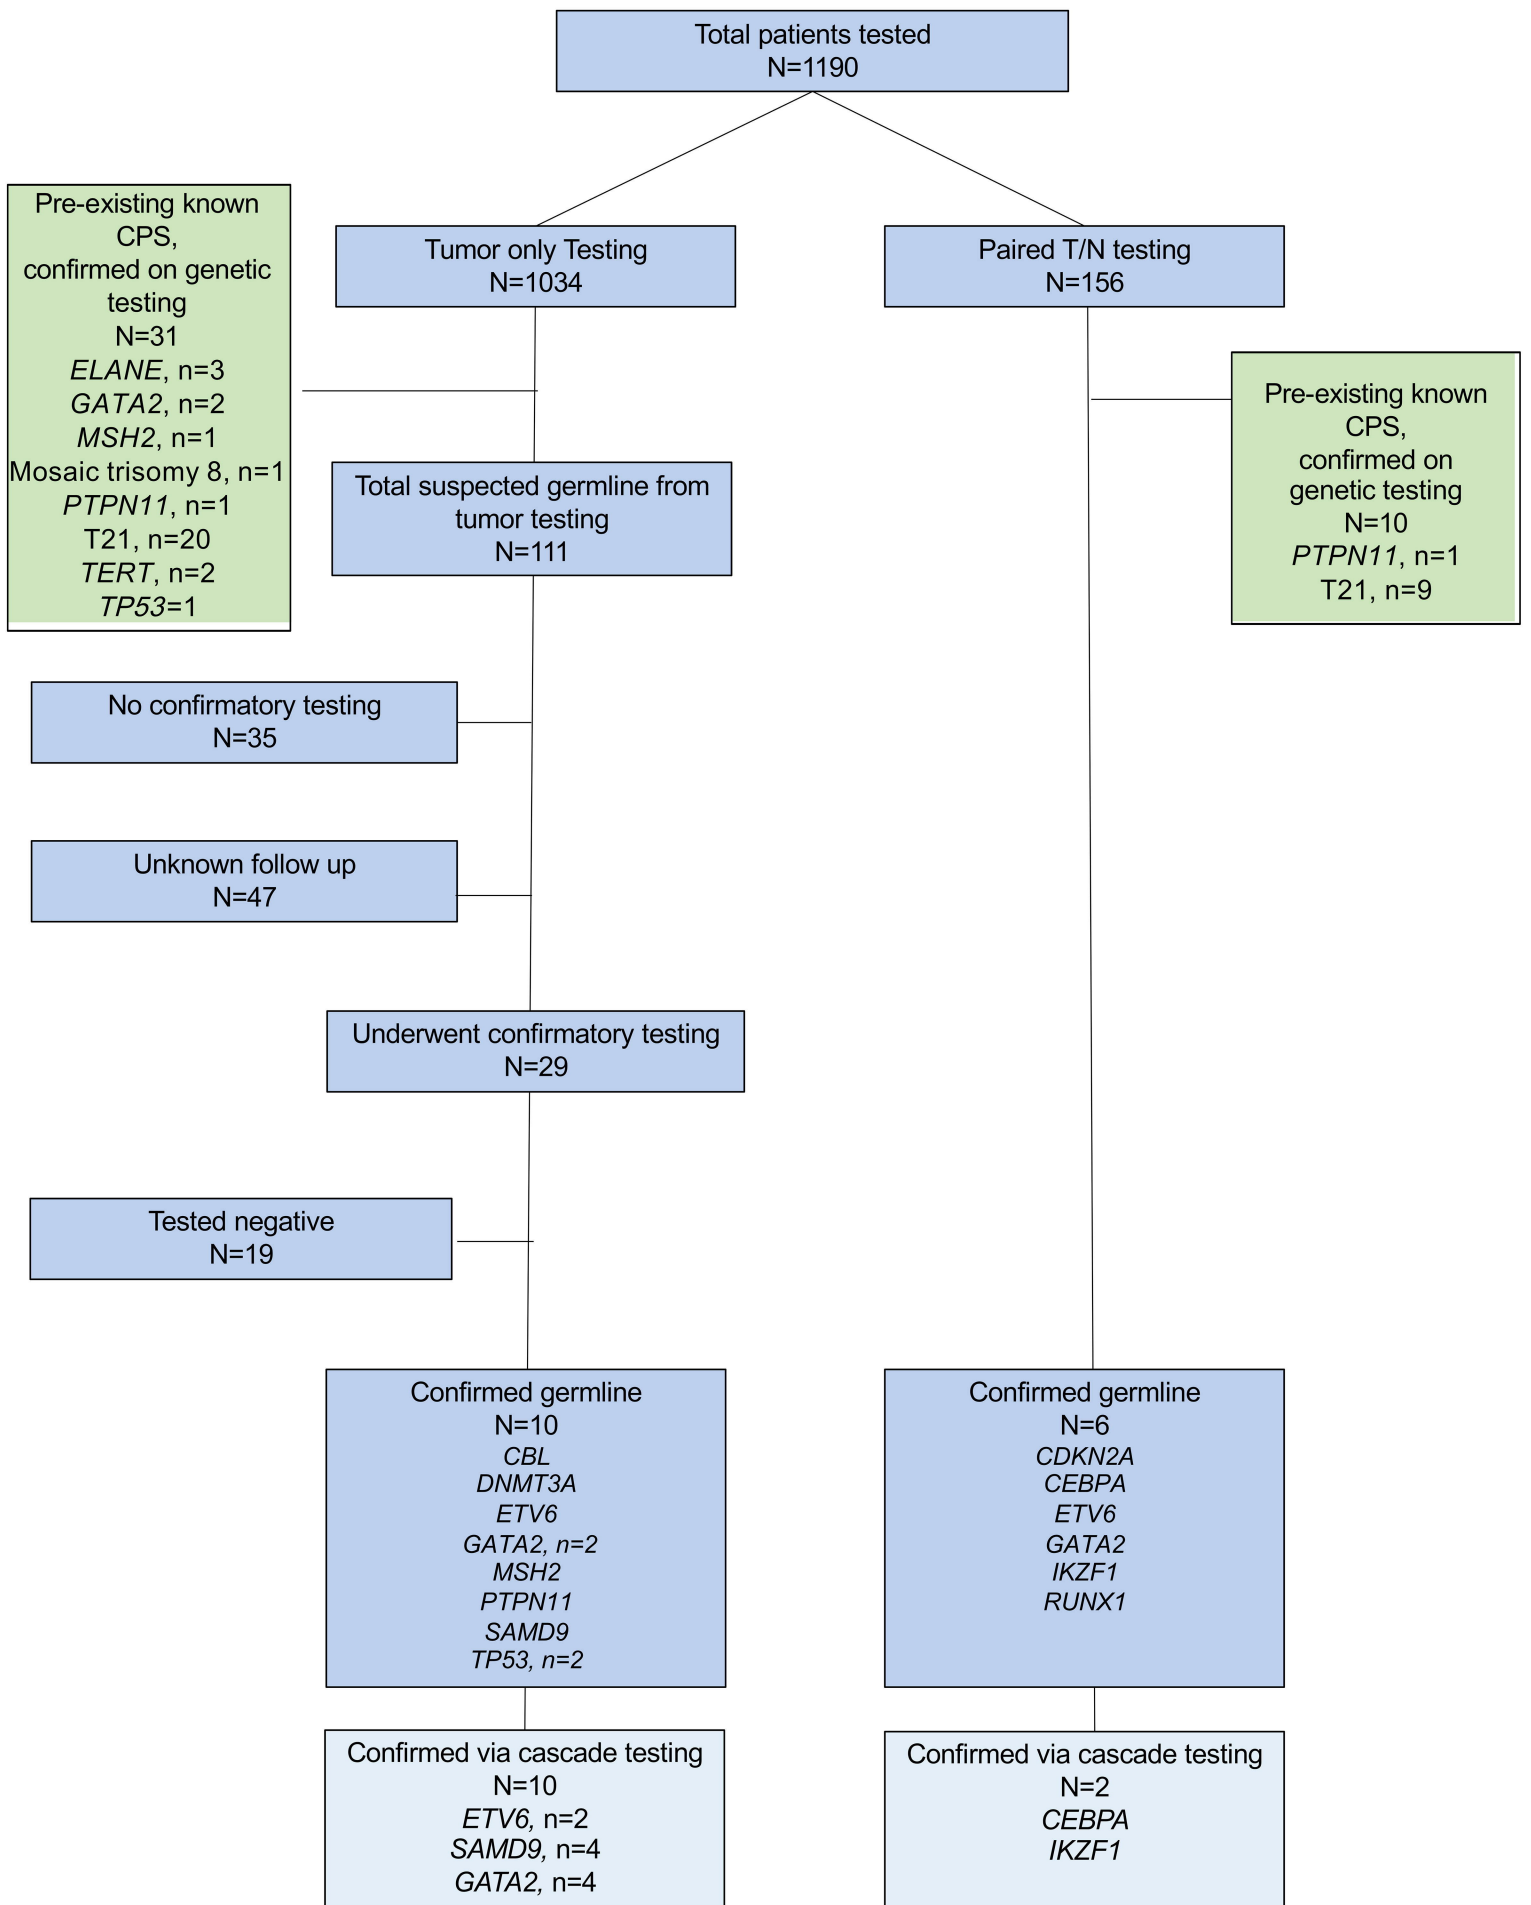 Total patients tested
N=1190
Pre-existing known
CPS,
confirmed on genetic
testing
N=31
ELANE, n=3
GATA2, n=2
MSH2, n=1
Mosaic trisomy 8, n=1
PTPN11, n=1
T21, n=20
TERT, n=2
TP53=1
Tumor only Testing
N=1034
Paired T/N testing
N=156
Pre-existing known
CPS,
confirmed on
genetic testing
N=10
PTPN11, n=1
T21, n=9
Total suspected germline from
tumor testing
N=111
No confirmatory testing
N=35
Unknown follow up
N=47
Underwent confirmatory testing
N=29
Tested negative
N=19
Confirmed germline
N=10
CBL
DNMT3A
ETV6
GATA2, n=2
MSH2
PTPN11
SAMD9
TP53, n=2
Confirmed germline
N=6
CDKN2A
CEBPA
ETV6
GATA2
IKZF1
RUNX1
Confirmed via cascade testing
N=10
ETV6, n=2
SAMD9, n=4
GATA2, n=4
Confirmed via cascade testing
N=2
CEBPA
IKZF1